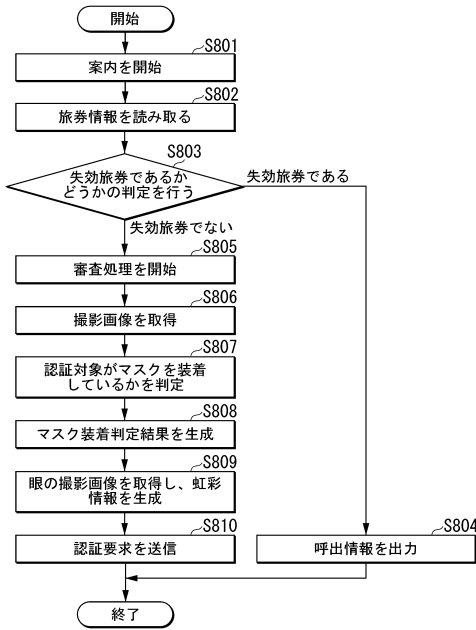 開始
S801
案内を開始
S802
旅券情報を読み取る
S803
失効旅券であるか
どうかの判定を行う
失効旅券である
失効旅券でない
S805
審査処理を開始
S806
撮影画像を取得
S807
認証対象がマスクを装着
しているかを判定
S808
マスク装着判定結果を生成
S809
眼の撮影画像を取得し、虹彩
情報を生成
S810
認証要求を送信
S804
呼出情報を出力
終了